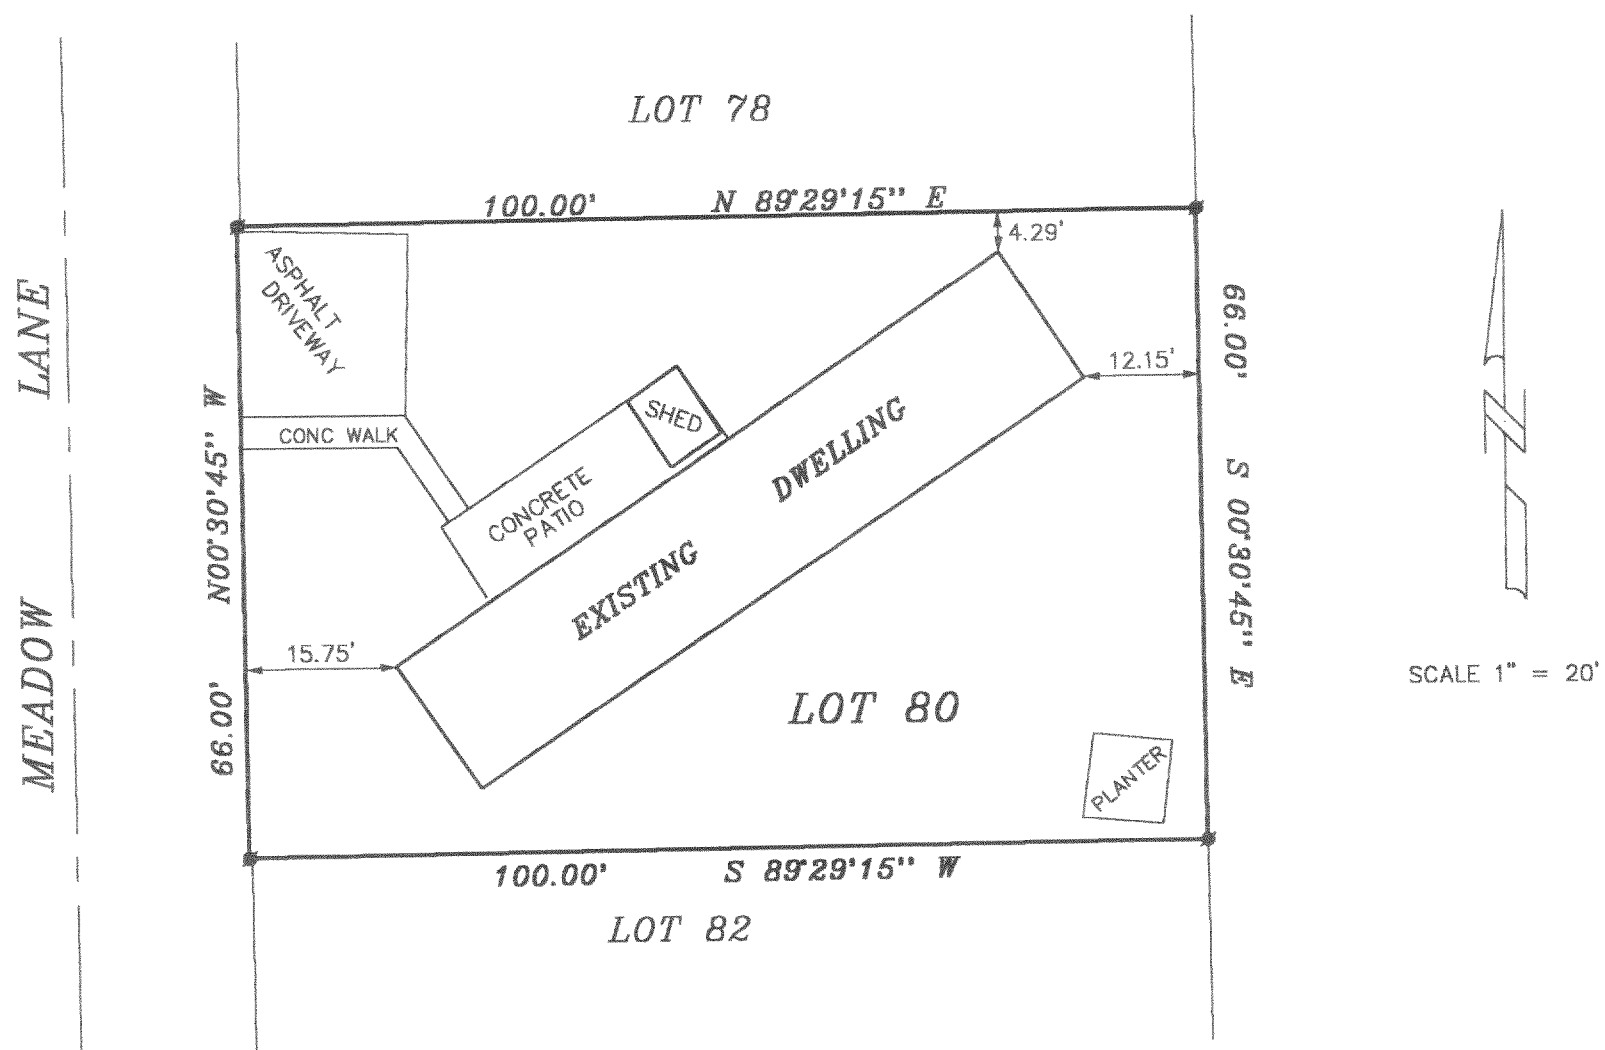 LOT 78
100.00' N 89°29'15" E
4.29'
ASPHALT
DRIVEWAY
LANE
66.00'
12.15'
SHED
CONC WALK
DWELLING
N00°30'45" W
CONCRETE
PATIO
S 00°30'45" E
EXISTING
MEADOW
15.75'
66.00'
LOT 80
PLANTER
SCALE 1" = 20'
N
100.00' S 89°29'15" W
LOT 82